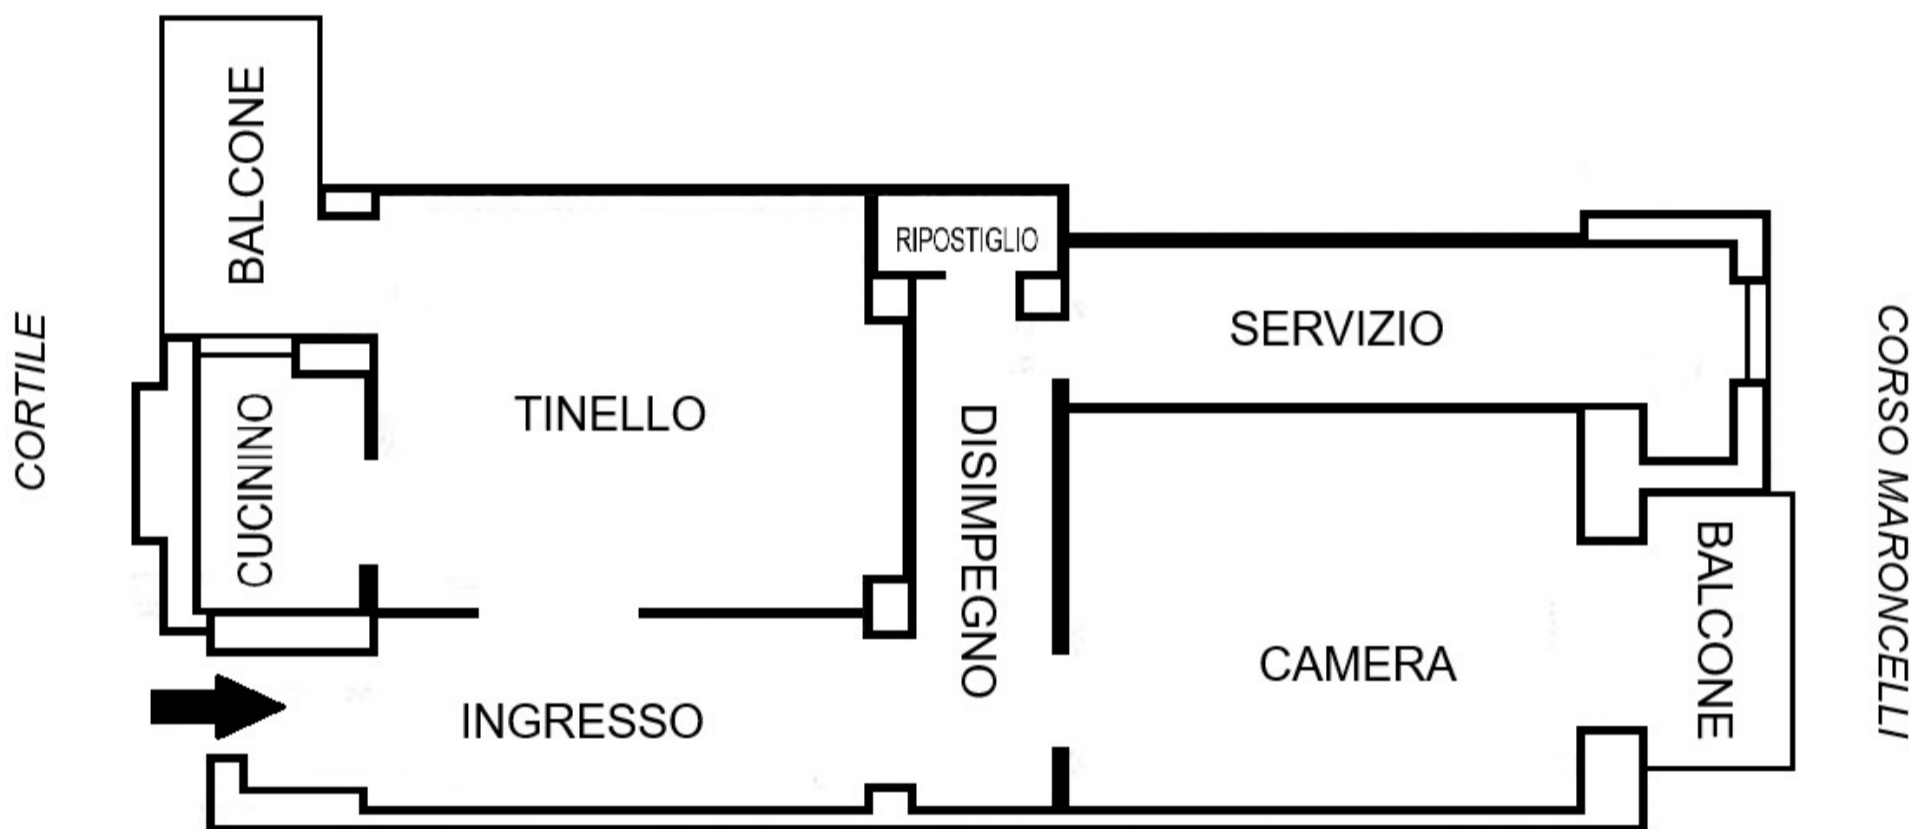 BALCONE
RIPOSTIGLIO
SERVIZIO
CORTILE
CUCININO
TINELLO
DISIMPEGNO
CORSO MARONCELLI
CAMERA
BALCONE
INGRESSO